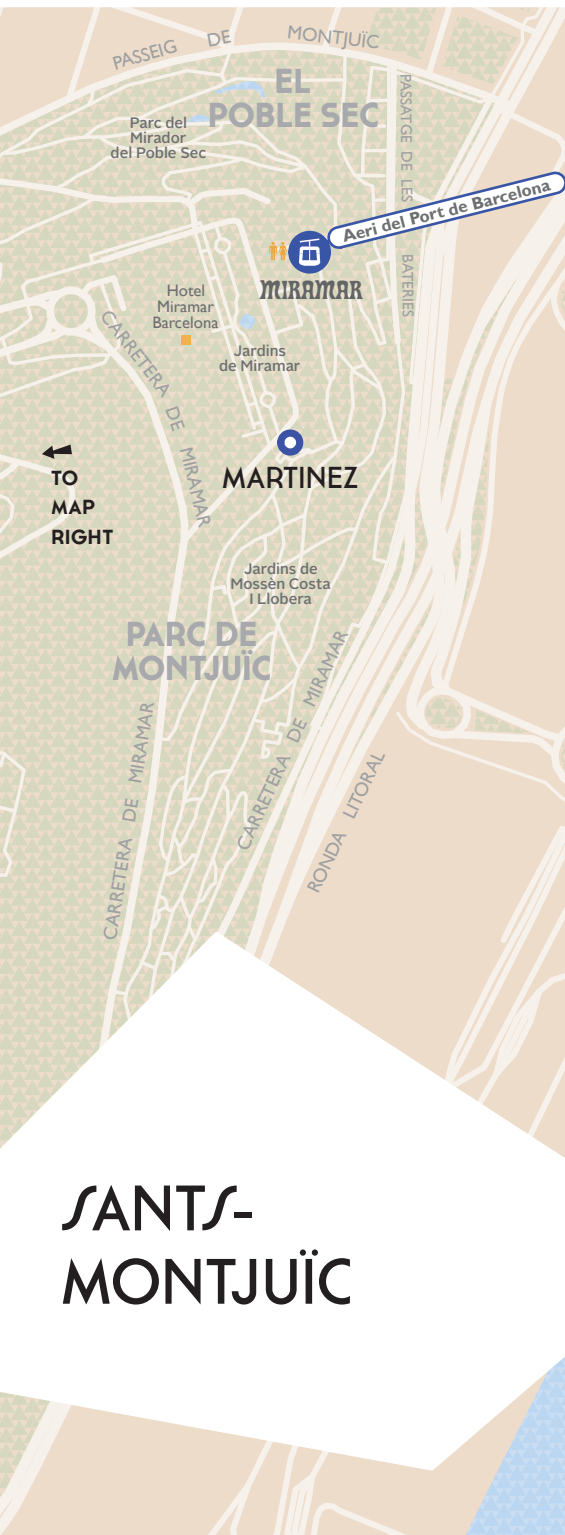 PASSEIG DE MONTJUÏC
EL
POBLE SEC
Parc del
Mirador
del Poble Sec
PASSATGE DE LES BATERIES
Aeri del Port de Barcelona
MIRAMAR
Hotel
Miramar
Barcelona
Jardins
de Miramar
CARRETERA DE MIRAMAR
MARTINEZ
TO
MAP
RIGHT
Jardins de
Mossèn Costa
I Llobera
PARC DE
MONTJUÏC
CARRETERA DE MIRAMAR
CARRETERA DE MIRAMAR
RONDA LITORAL
SANTS-
MONTJUÏC